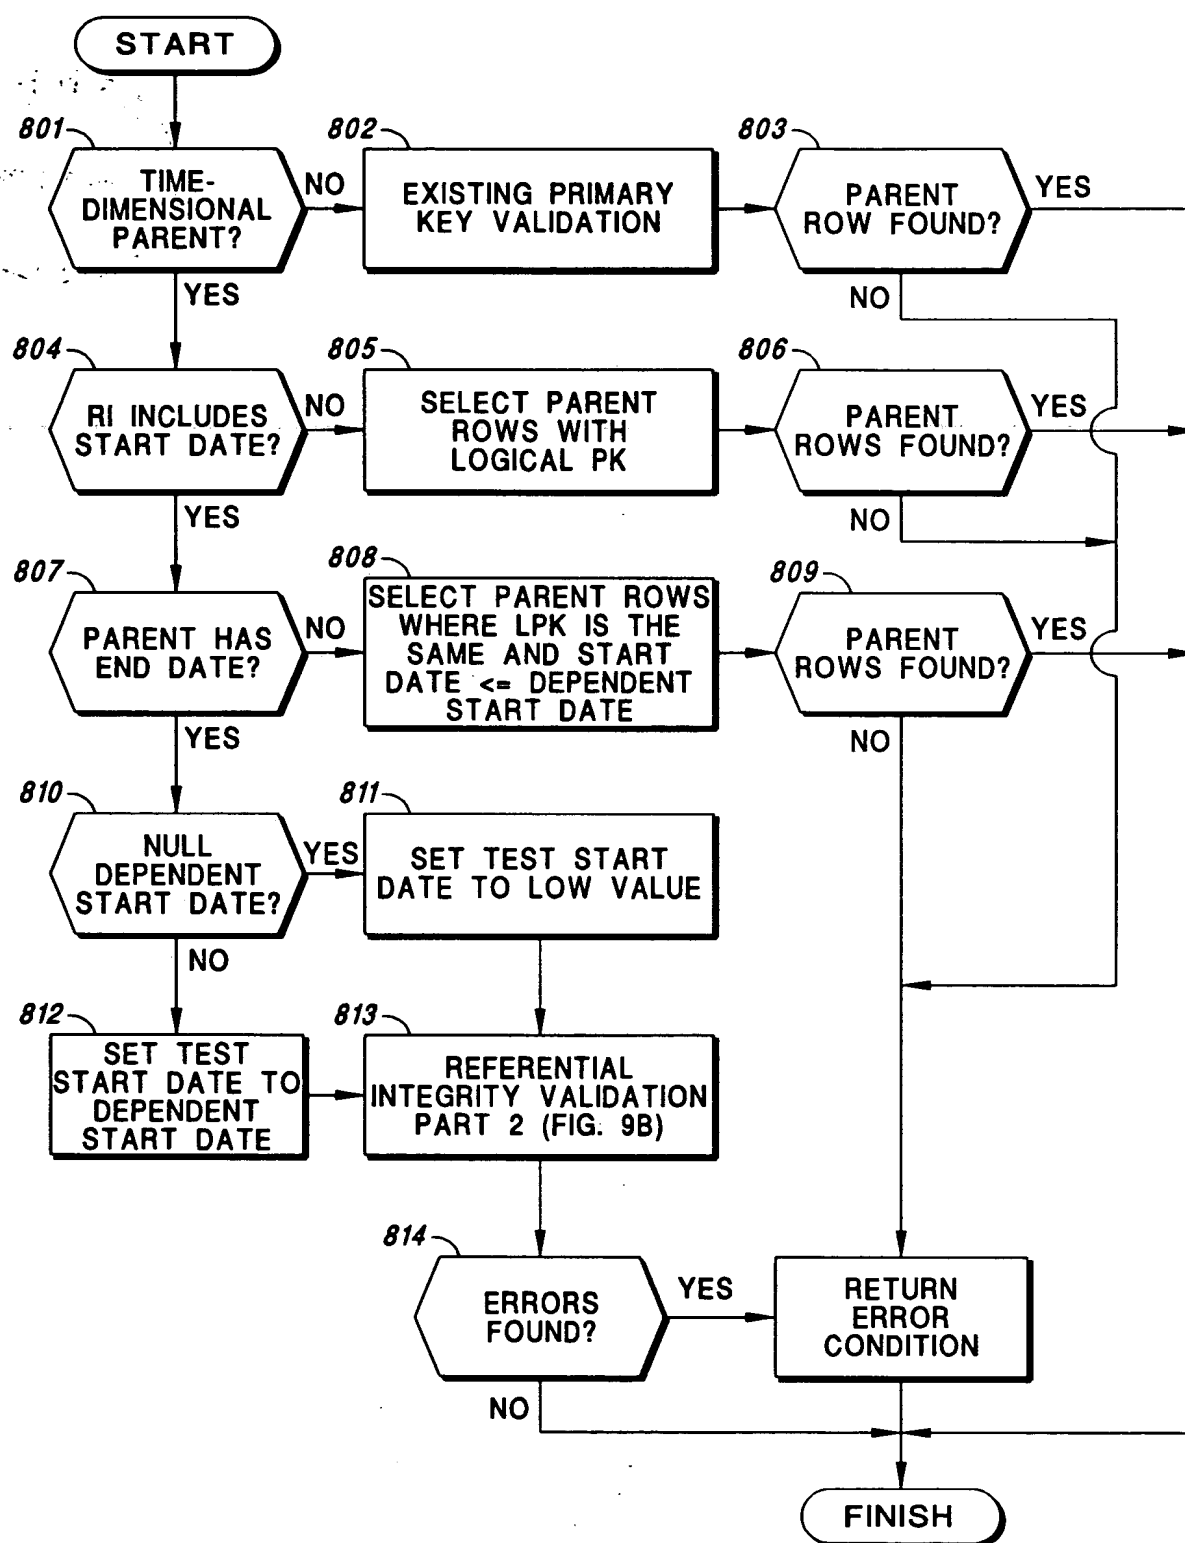 START
801
TIME-
DIMENSIONAL
PARENT?
NO
YES
802
EXISTING PRIMARY
KEY VALIDATION
803
PARENT
ROW FOUND?
YES
NO
804
RI INCLUDES
START DATE?
NO
YES
805
SELECT PARENT
ROWS WITH
LOGICAL PK
806
PARENT
ROWS FOUND?
YES
NO
807
PARENT HAS
END DATE?
NO
YES
808
SELECT PARENT ROWS
WHERE LPK IS THE
SAME AND START
DATE <= DEPENDENT
START DATE
809
PARENT
ROWS FOUND?
YES
NO
810
NULL
DEPENDENT
START DATE?
YES
NO
811
SET TEST START
DATE TO LOW VALUE
812
SET TEST
START DATE TO
DEPENDENT
START DATE
813
REFERENTIAL
INTEGRITY VALIDATION
PART 2 (FIG. 9B)
814
ERRORS
FOUND?
YES
NO
RETURN
ERROR
CONDITION
FINISH